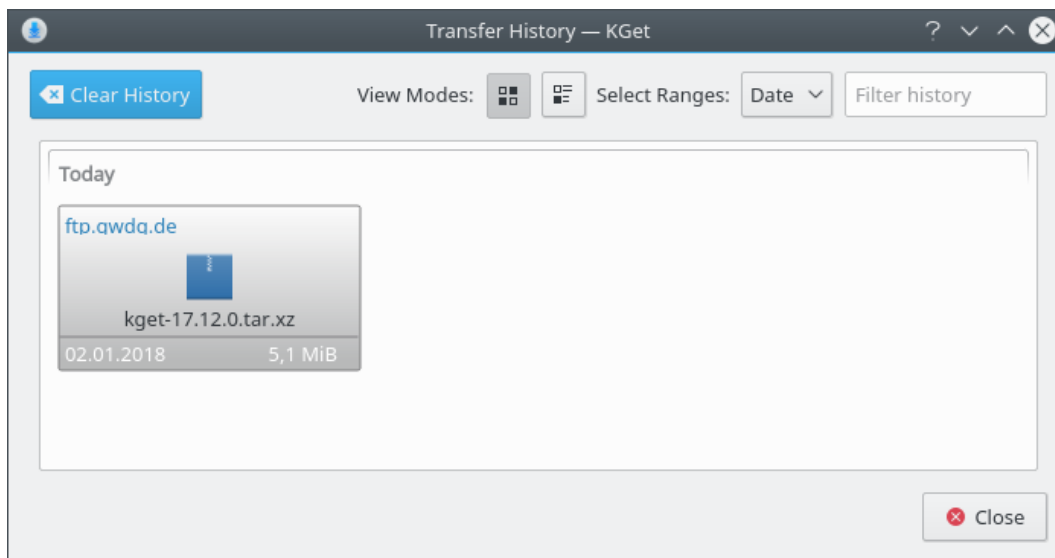 Transfer History — KGet
Clear History View Modes: Select Ranges: Date Filter history
Today
ftp.gwdg.de
kget-17.12.0.tar.xz
02.01.2018 5,1 MiB
Close